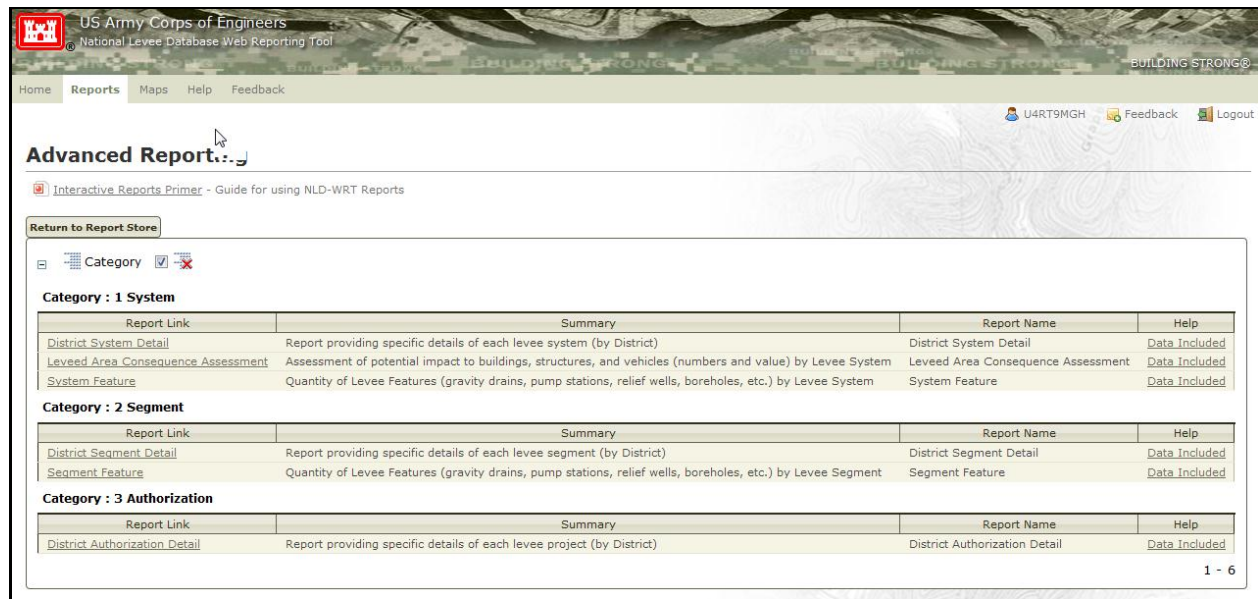 US Army Corps of Engineers
National Levee Database Web Reporting Tool
BUILDING STRONG®
Home Reports Maps Help Feedback
U4RT9MGH Feedback Logout
Advanced
Interactive Reports Primer - Guide for using NLD-WRT Reports
Return to Report Store
Category
Category : 1 System
Report Link Summary Report Name Help
District System Detail Report providing specific details of each levee system (by District) District System Detail Data Included
Leveed Area Consequence Assessment Assessment of potential impact to buildings, structures, and vehicles (numbers and value) by Levee System Leveed Area Consequence Assessment Data Included
System Feature Quantity of Levee Features (gravity drains, pump stations, relief wells, boreholes, etc.) by Levee System System Feature Data Included
Category : 2 Segment
Report Link Summary Report Name Help
District Segment Detail Report providing specific details of each levee segment (by District) District Segment Detail Data Included
Segment Feature Quantity of Levee Features (gravity drains, pump stations, relief wells, boreholes, etc.) by Levee Segment Segment Feature Data Included
Category : 3 Authorization
Report Link Summary Report Name Help
District Authorization Detail Report providing specific details of each levee project (by District) District Authorization Detail Data Included
1 - 6